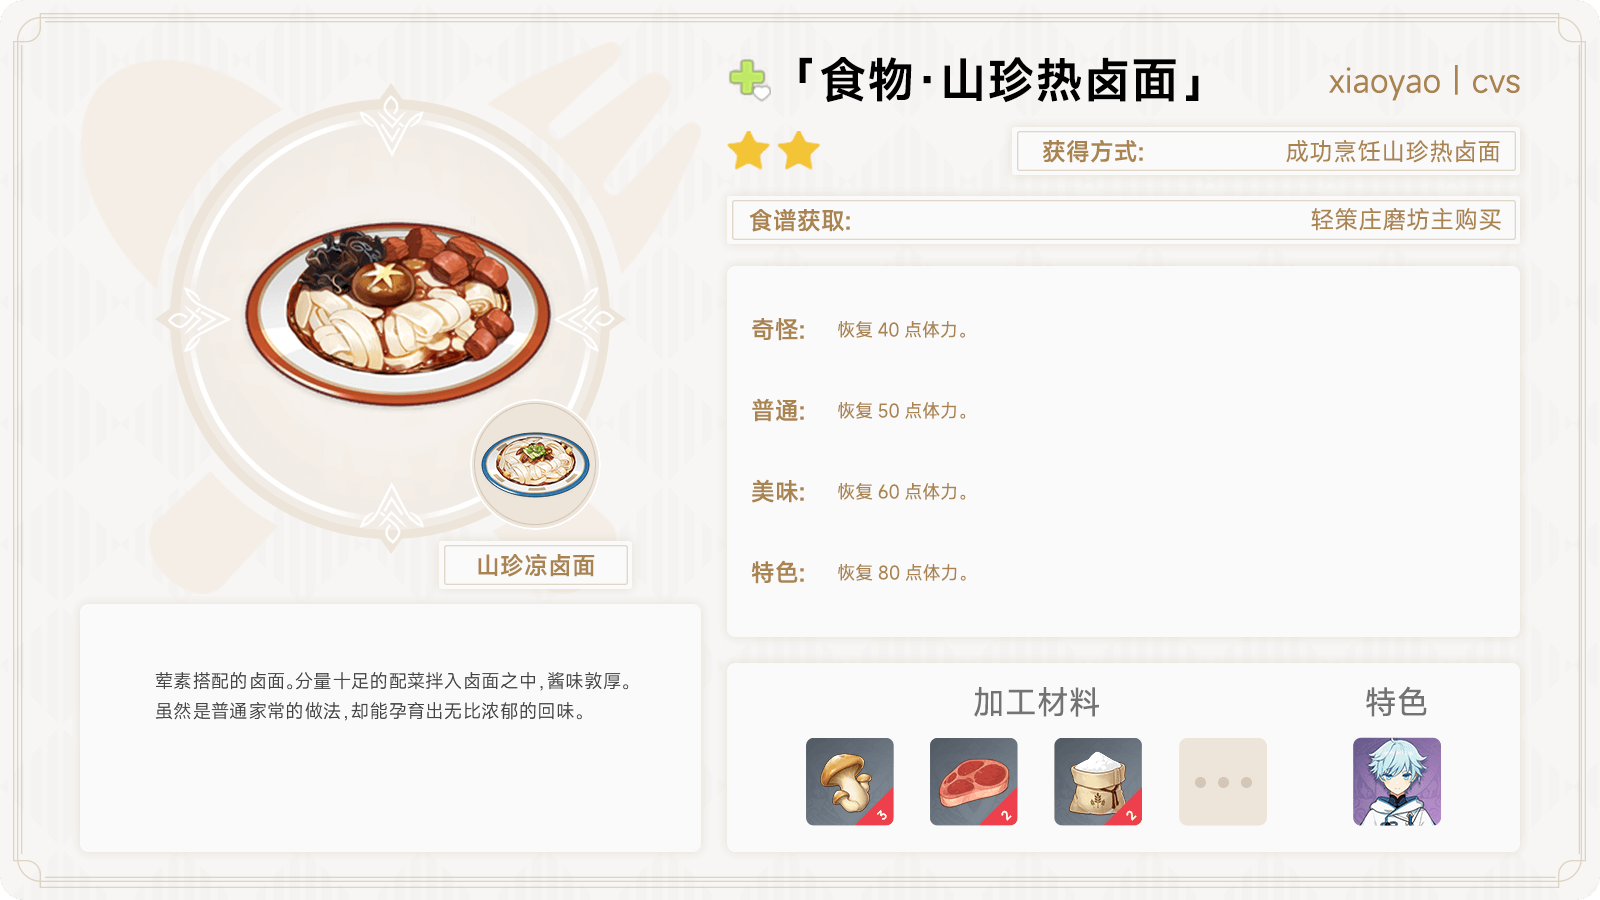 「食物·山珍热卤面」
xiaoyao | cvs
获得方式: 成功烹饪山珍热卤面
食谱获取: 轻策庄磨坊主购买
奇怪: 恢复 40 点体力。
普通: 恢复 50 点体力。
美味: 恢复 60 点体力。
特色: 恢复 80 点体力。
山珍凉卤面
荤素搭配的卤面。分量十足的配菜拌入卤面之中,酱味敦厚。
虽然是普通家常的做法,却能孕育出无比浓郁的回味。
加工材料
特色
3
2
2